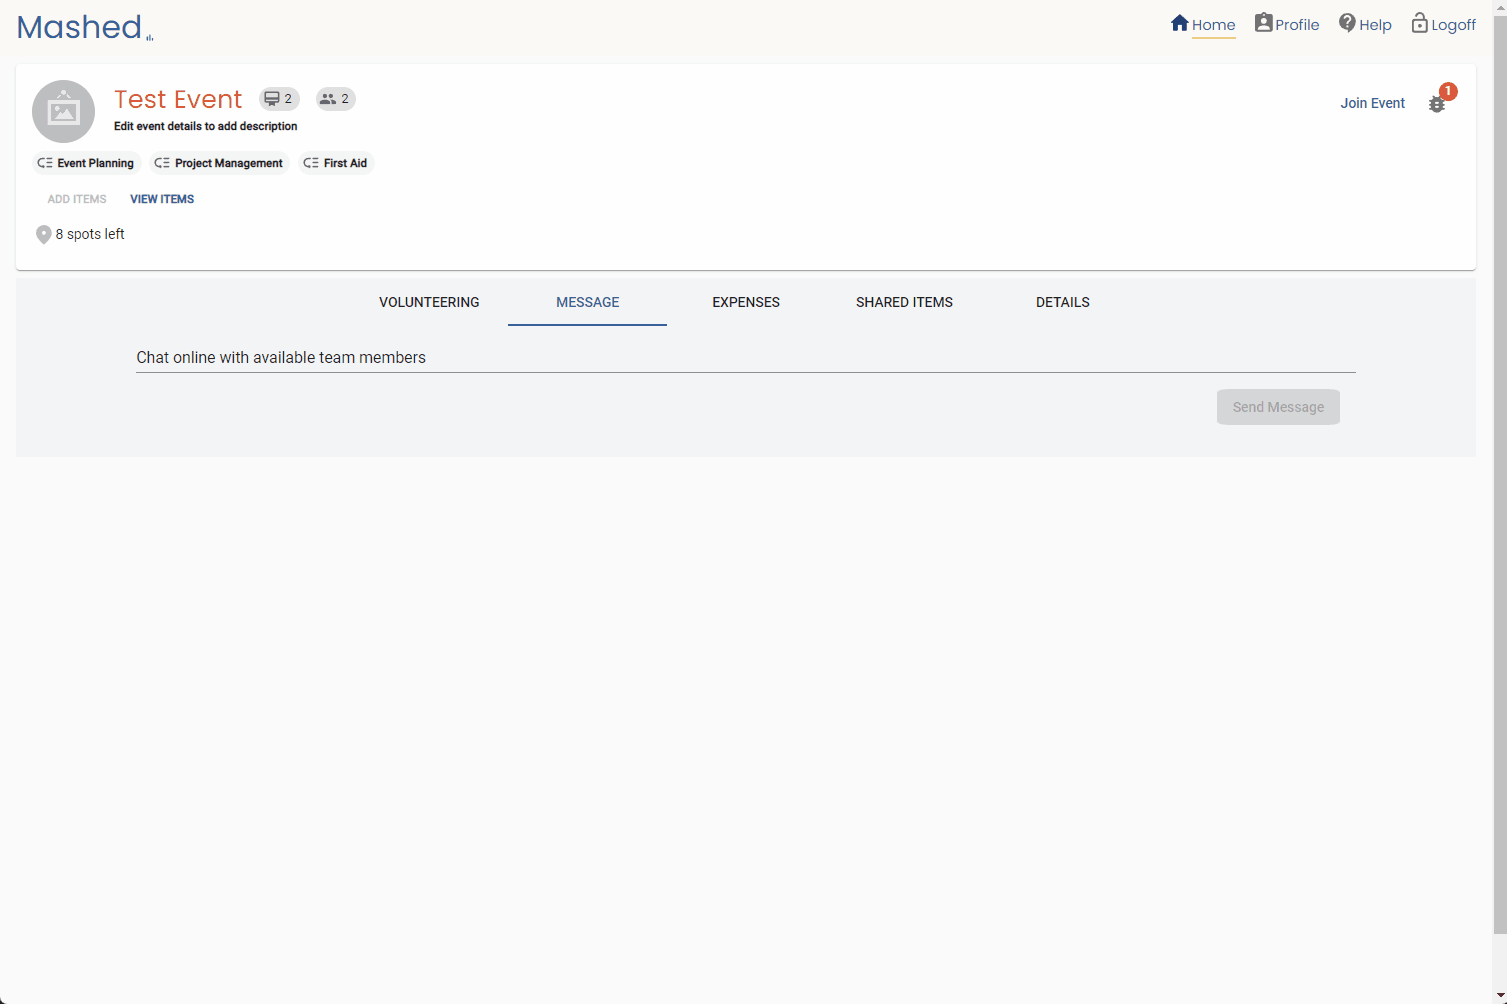 Mashed
Home Profile Help Logoff
Test Event 2 2
Edit event details to add description
Join Event 1
Event Planning Project Management First Aid
ADD ITEMS VIEW ITEMS
8 spots left
VOLUNTEERING MESSAGE EXPENSES SHARED ITEMS DETAILS
Chat online with available team members
Send Message